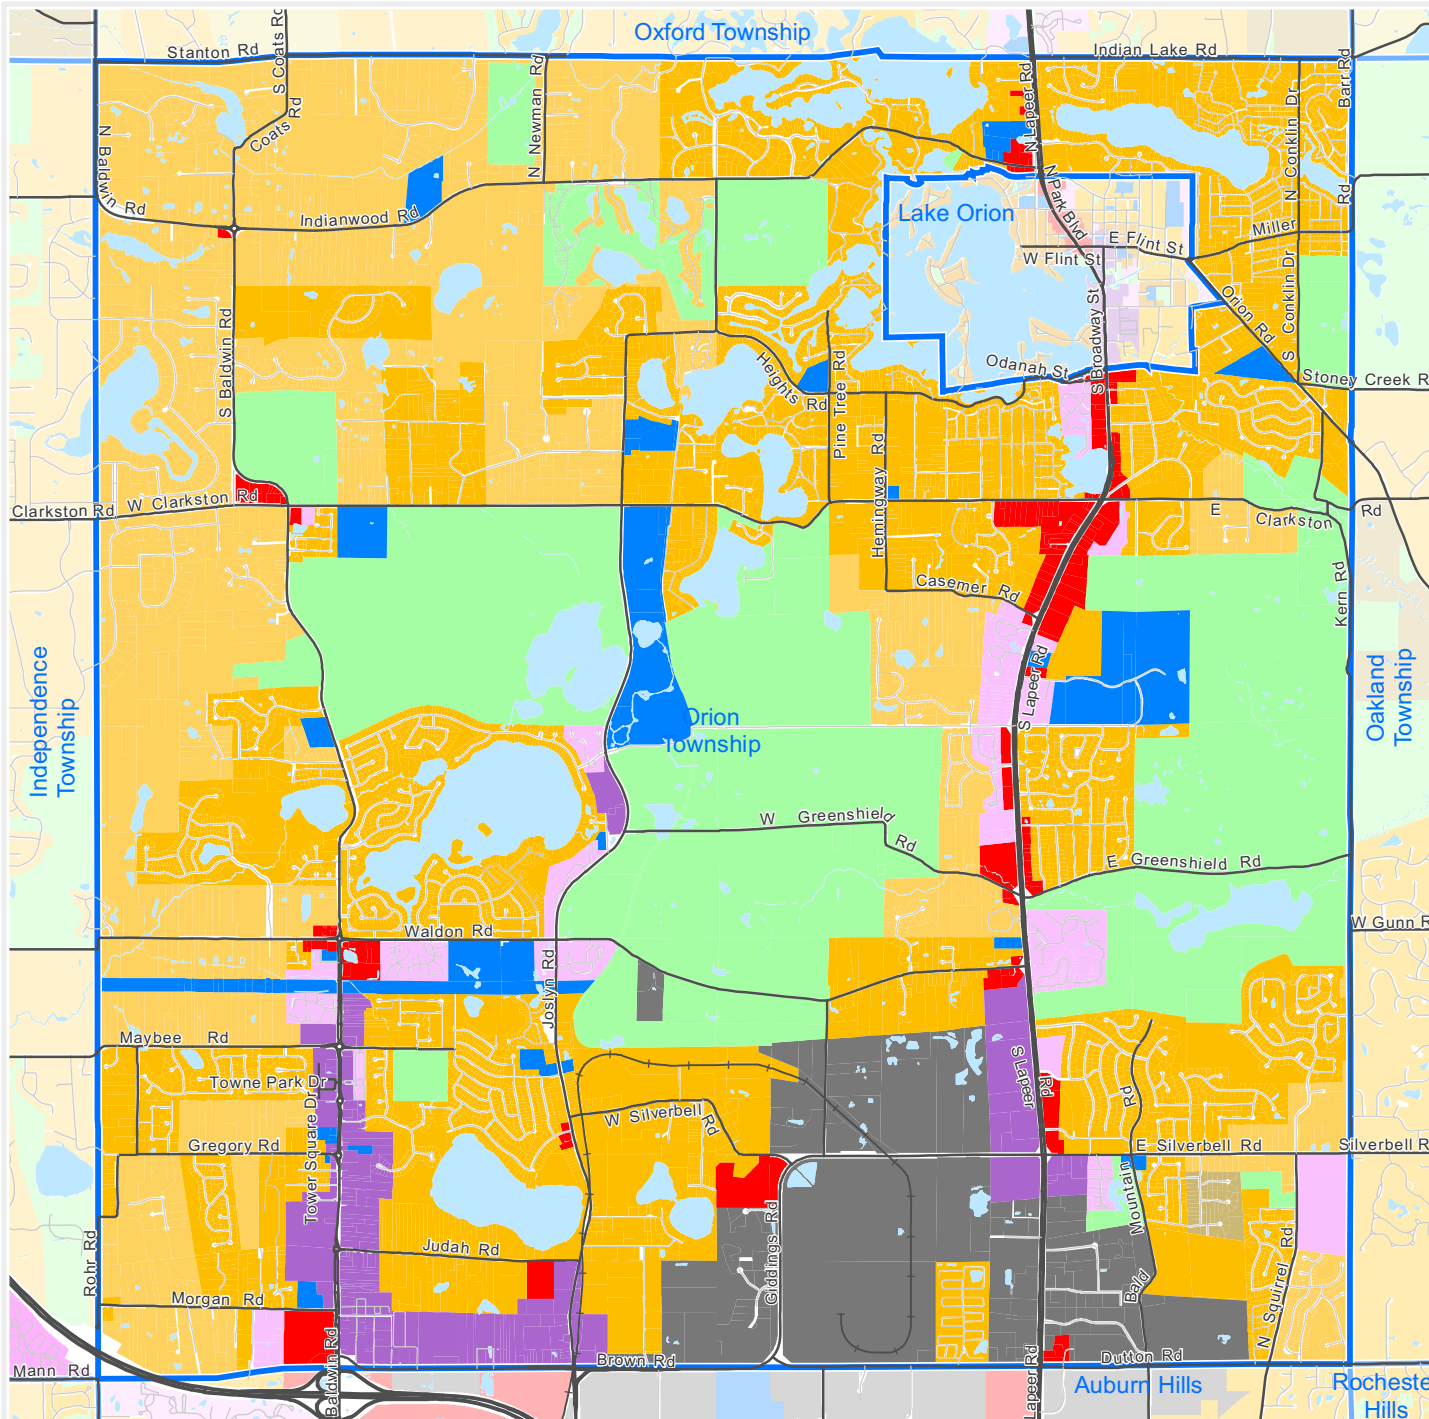 Oxford Township
Stanton Rd
S Coats Rd
Indian Lake Rd
Barr Rd
N Newman Rd
N Lapeer Rd
N Conklin Dr
Coats Rd
N Baldwin Rd
Indianwood Rd
Lake Orion
N Park Blvd
E Flint St
W Flint St
Miller Rd
S Baldwin Rd
S Broadway St
Orion Rd
S Conklin Dr
Heights Rd
Pine Tree Rd
Odanah St
Stoney Creek R
Hemingway Rd
Clarkston Rd
W Clarkston Rd
E Clarkston Rd
Casemer Rd
Kern Rd
Independence
Township
Orion
Township
S Lapeer Rd
Oakland
Township
W Greenshield Rd
E Greenshield Rd
Waldon Rd
W Gunn R
Joslyn Rd
Maybee Rd
Towne Park Dr
Tower Square Dr
S Lapeer Rd
W Silverbell Rd
Gregory Rd
E Silverbell Rd
Silverbell R
Rohr Rd
Judah Rd
Giddings Rd
Bald Mountain Rd
N Squirrel Rd
Morgan Rd
Mann Rd
Baldwin Rd
Brown Rd
Lapeer Rd
Dutton Rd
Auburn Hills
Rocheste
Hills